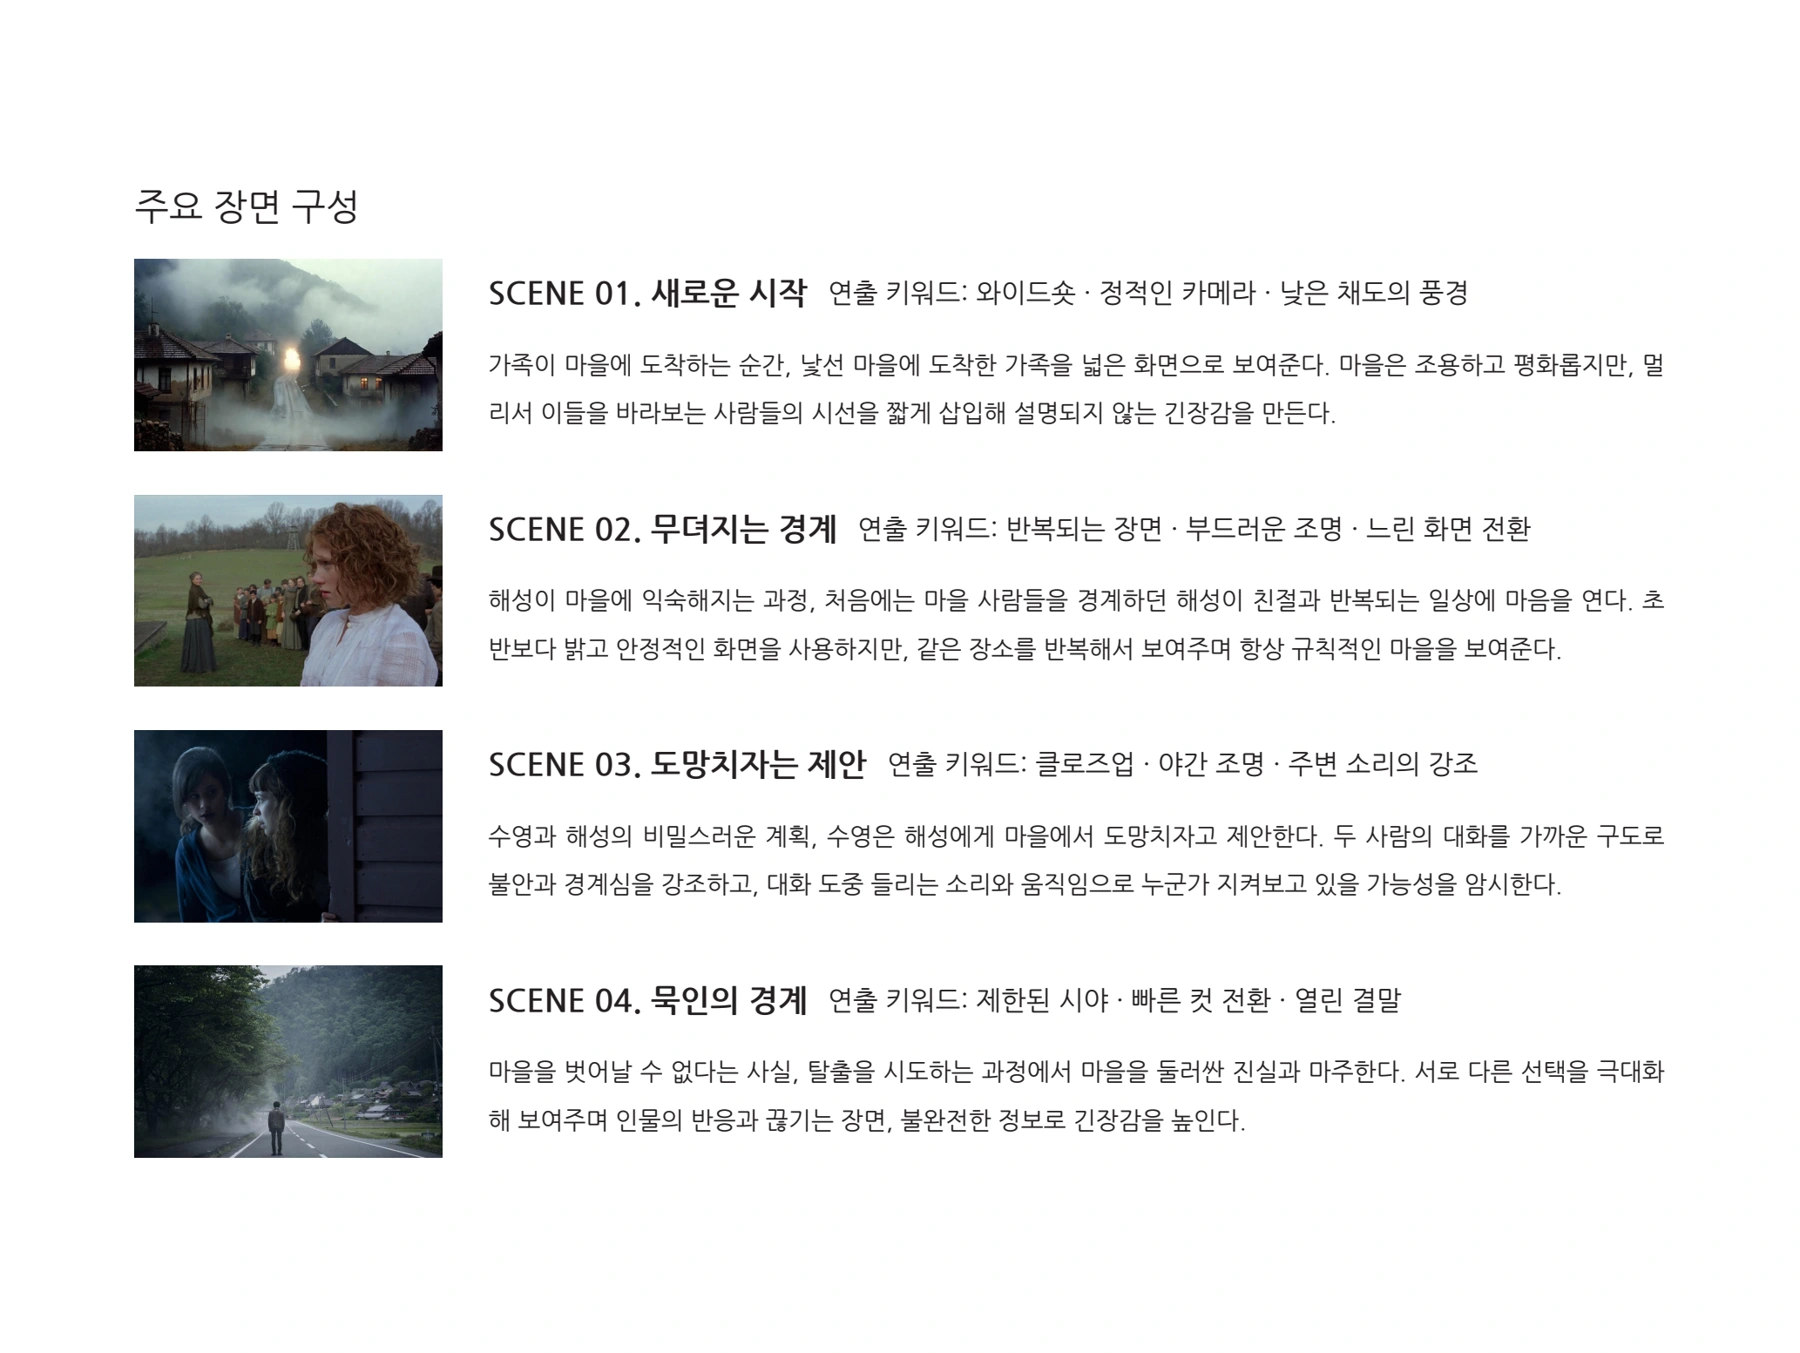 주요 장면 구성
SCENE 01. 새로운 시작 연출 키워드: 와이드숏 · 정적인 카메라 · 낮은 채도의 풍경
가족이 마을에 도착하는 순간, 낯선 마을에 도착한 가족을 넓은 화면으로 보여준다. 마을은 조용하고 평화롭지만, 멀
리서 이들을 바라보는 사람들의 시선을 짧게 삽입해 설명되지 않는 긴장감을 만든다.
SCENE 02. 무뎌지는 경계 연출 키워드: 반복되는 장면 · 부드러운 조명 · 느린 화면 전환
해성이 마을에 익숙해지는 과정, 처음에는 마을 사람들을 경계하던 해성이 친절과 반복되는 일상에 마음을 연다. 초
반보다 밝고 안정적인 화면을 사용하지만, 같은 장소를 반복해서 보여주며 항상 규칙적인 마을을 보여준다.
SCENE 03. 도망치자는 제안 연출 키워드: 클로즈업 · 야간 조명 · 주변 소리의 강조
수영과 해성의 비밀스러운 계획, 수영은 해성에게 마을에서 도망치자고 제안한다. 두 사람의 대화를 가까운 구도로
불안과 경계심을 강조하고, 대화 도중 들리는 소리와 움직임으로 누군가 지켜보고 있을 가능성을 암시한다.
SCENE 04. 묵인의 경계 연출 키워드: 제한된 시야 · 빠른 컷 전환 · 열린 결말
마을을 벗어날 수 없다는 사실, 탈출을 시도하는 과정에서 마을을 둘러싼 진실과 마주한다. 서로 다른 선택을 극대화
해 보여주며 인물의 반응과 끊기는 장면, 불완전한 정보로 긴장감을 높인다.